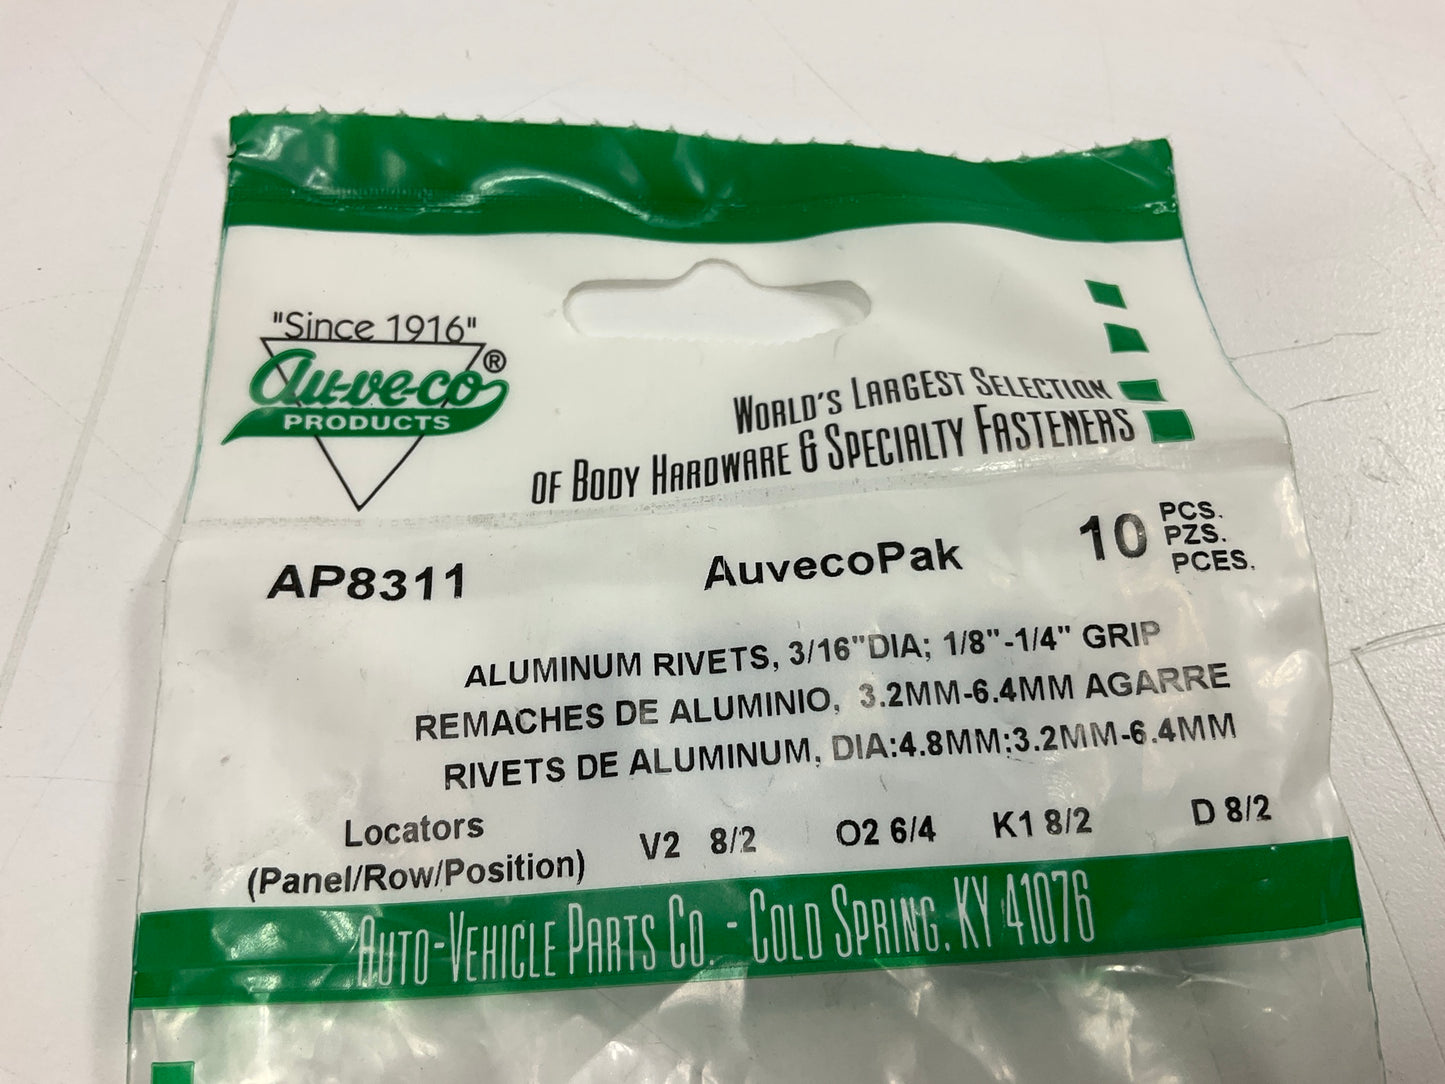 "Since 1916"
Au-ve-co®
PRODUCTS
WORLD'S LARGEST SELECTION
OF BODY HARDWARE & SPECIALTY FASTENERS
AP8311
AuvecoPak
10 PCS.
PZS.
PCES.
ALUMINUM RIVETS, 3/16"DIA; 1/8"-1/4" GRIP
REMACHES DE ALUMINIO, 3.2MM-6.4MM AGARRE
RIVETS DE ALUMINUM, DIA:4.8MM;3.2MM-6.4MM
Locators
(Panel/Row/Position) V2 8/2 O2 6/4 K1 8/2 D 8/2
AUTO-VEHICLE PARTS CO. - COLD SPRING, KY 41076